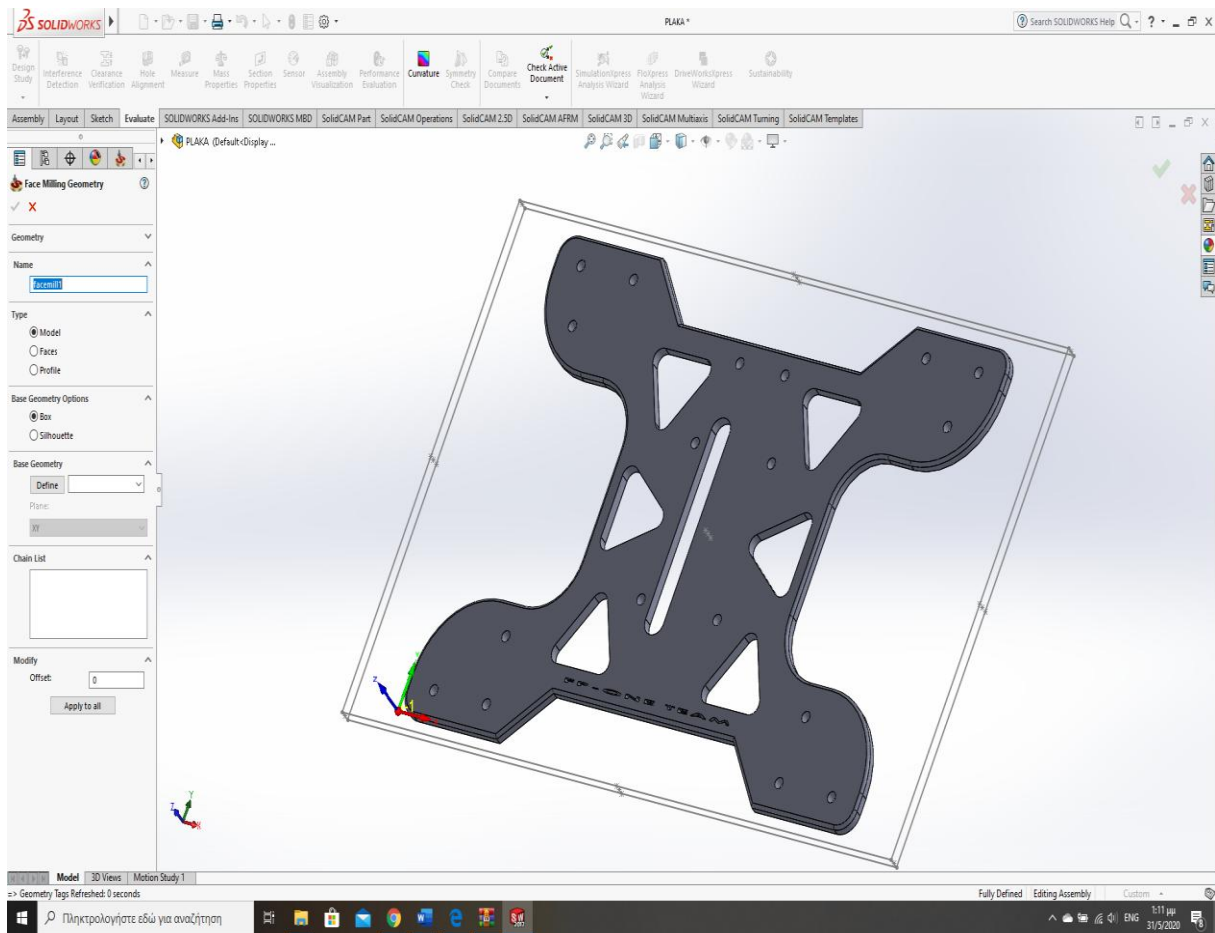 SOLIDWORKS
PLAKA *
Search SOLIDWORKS Help
Design Study
Interference Detection
Clearance Verification
Hole Alignment
Measure
Mass Properties
Section Properties
Sensor
Assembly Visualization
Performance Evaluation
Curvature
Symmetry Check
Compare Documents
Check Active Document
SimulationXpress Analysis Wizard
FloXpress Analysis Wizard
DriveWorksXpress Wizard
Sustainability
Assembly Layout Sketch Evaluate SOLIDWORKS Add-Ins SOLIDWORKS MBD SolidCAM Part SolidCAM Operations SolidCAM 2.5D SolidCAM AFRM SolidCAM 3D SolidCAM Multiaxis SolidCAM Turning SolidCAM Templates
PLAKA (Default<Display ...
Face Milling Geometry
Geometry
Name
facemill1
Type
Model
Faces
Profile
Base Geometry Options
Box
Silhouette
Base Geometry
Define
Plane:
XY
Chain List
Modify
Offset: 0
Apply to all
FP-ONE TEAM
Z
1
Y
Z
X
Model 3D Views Motion Study 1
=> Geometry Tags Refreshed: 0 seconds
Fully Defined Editing Assembly Custom
Πληκτρολογήστε εδώ για αναζήτηση
ENG
1:11 μμ
31/5/2020